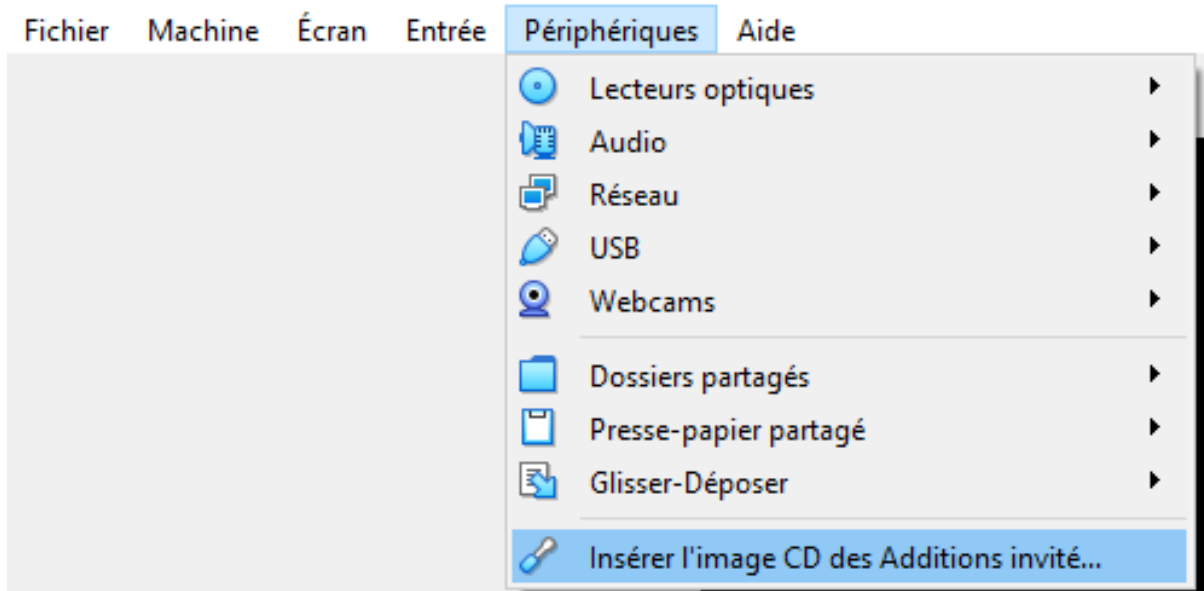 Fichier Machine Écran Entrée Périphériques Aide
Lecteurs optiques
Audio
Réseau
USB
Webcams
Dossiers partagés
Presse-papier partagé
Glisser-Déposer
Insérer l'image CD des Additions invité...